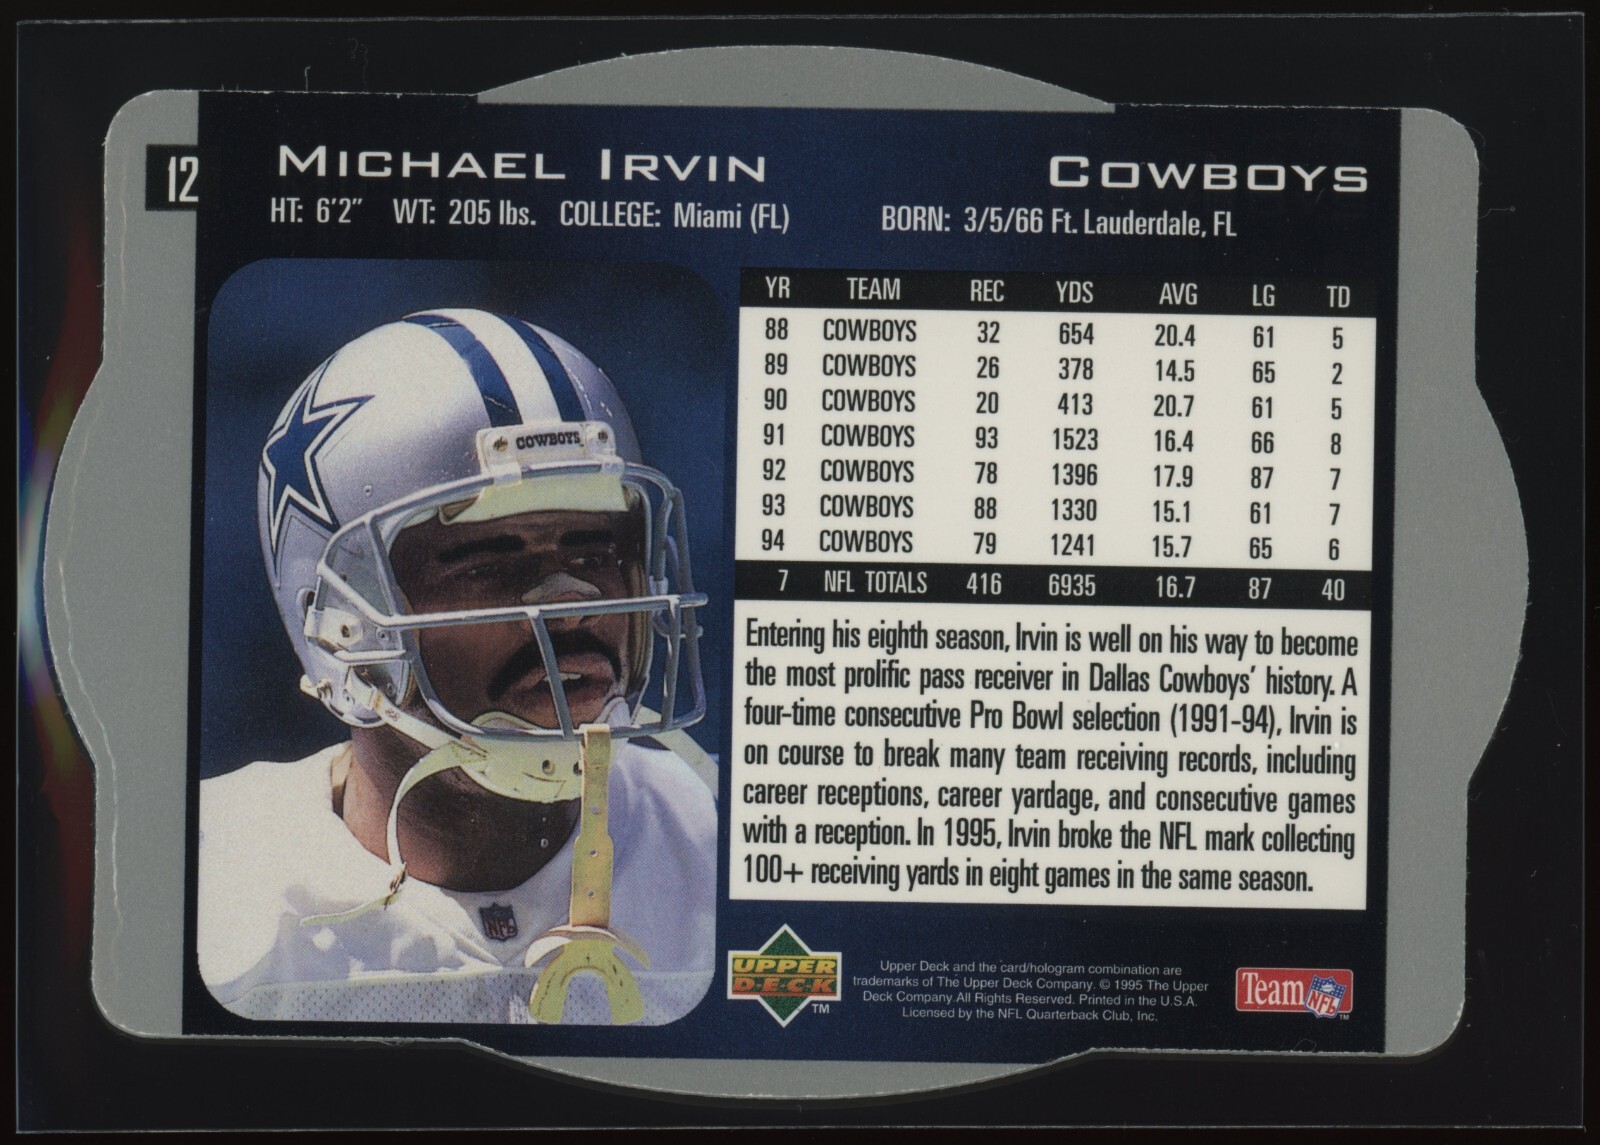 12
MICHAEL IRVIN
COWBOYS
HT: 6'2" WT: 205 lbs. COLLEGE: Miami (FL)
BORN: 3/5/66 Ft. Lauderdale, FL
YR TEAM REC YDS AVG LG TD
88 COWBOYS 32 654 20.4 61 5
89 COWBOYS 26 378 14.5 65 2
90 COWBOYS 20 413 20.7 61 5
91 COWBOYS 93 1523 16.4 66 8
92 COWBOYS 78 1396 17.9 87 7
93 COWBOYS 88 1330 15.1 61 7
94 COWBOYS 79 1241 15.7 65 6
7 NFL TOTALS 416 6935 16.7 87 40
COWBOYS
NFL
Entering his eighth season, Irvin is well on his way to become
the most prolific pass receiver in Dallas Cowboys' history. A
four-time consecutive Pro Bowl selection (1991-94), Irvin is
on course to break many team receiving records, including
career receptions, career yardage, and consecutive games
with a reception. In 1995, Irvin broke the NFL mark collecting
100+ receiving yards in eight games in the same season.
UPPER
D·E·C·K
TM
Upper Deck and the card/hologram combination are
trademarks of The Upper Deck Company. © 1995 The Upper
Deck Company. All Rights Reserved. Printed in the U.S.A.
Licensed by the NFL Quarterback Club, Inc.
Team NFL
TM